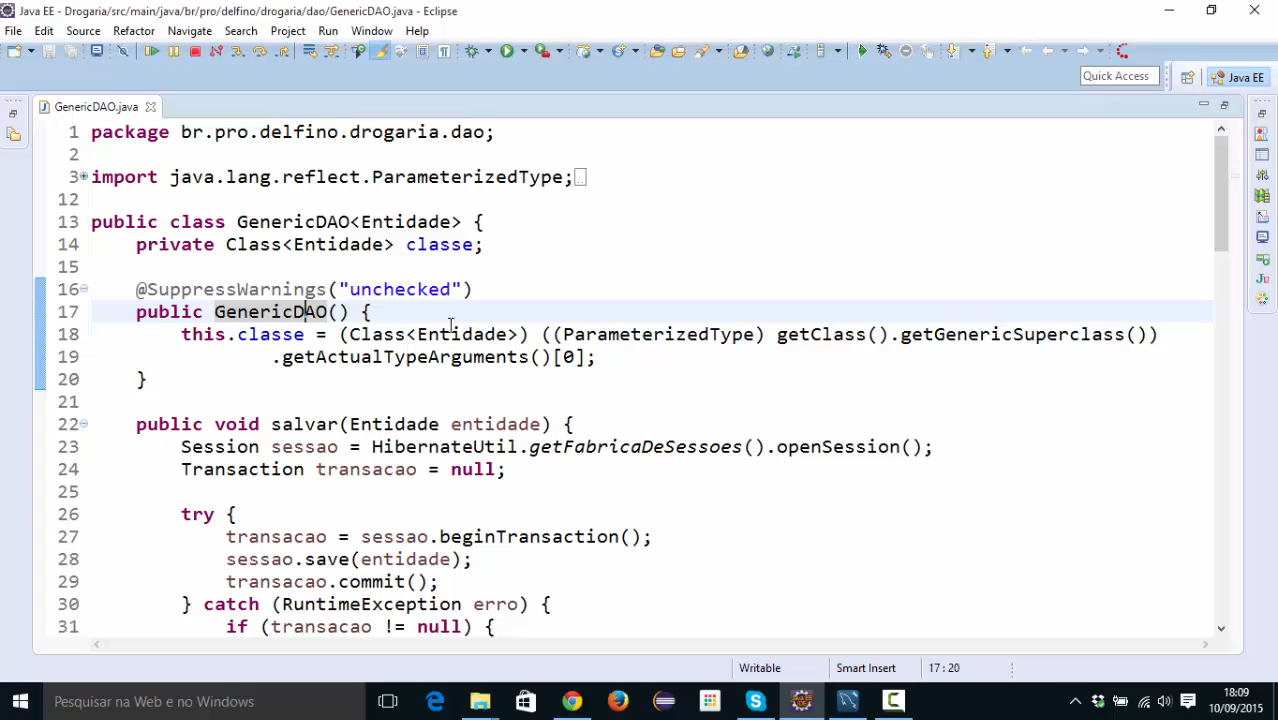 Java EE - Drogaria/src/main/java/br/pro/delfino/drogaria/dao/GenericDAO.java - Eclipse
File Edit Source Refactor Navigate Search Project Run Window Help
Quick Access
Java EE
GenericDAO.java
1 package br.pro.delfino.drogaria.dao;
2
3 import java.lang.reflect.ParameterizedType;
12
13 public class GenericDAO<Entidade> {
14 private Class<Entidade> classe;
15
16 @SuppressWarnings("unchecked")
17 public GenericDAO() {
18 this.classe = (Class<Entidade>) ((ParameterizedType) getClass().getGenericSuperclass())
19 .getActualTypeArguments()[0];
20 }
21
22 public void salvar(Entidade entidade) {
23 Session sessao = HibernateUtil.getFabricaDeSessoes().openSession();
24 Transaction transacao = null;
25
26 try {
27 transacao = sessao.beginTransaction();
28 sessao.save(entidade);
29 transacao.commit();
30 } catch (RuntimeException erro) {
31 if (transacao != null) {
Writable Smart Insert 17 : 20
Pesquisar na Web e no Windows
18:09
10/09/2015